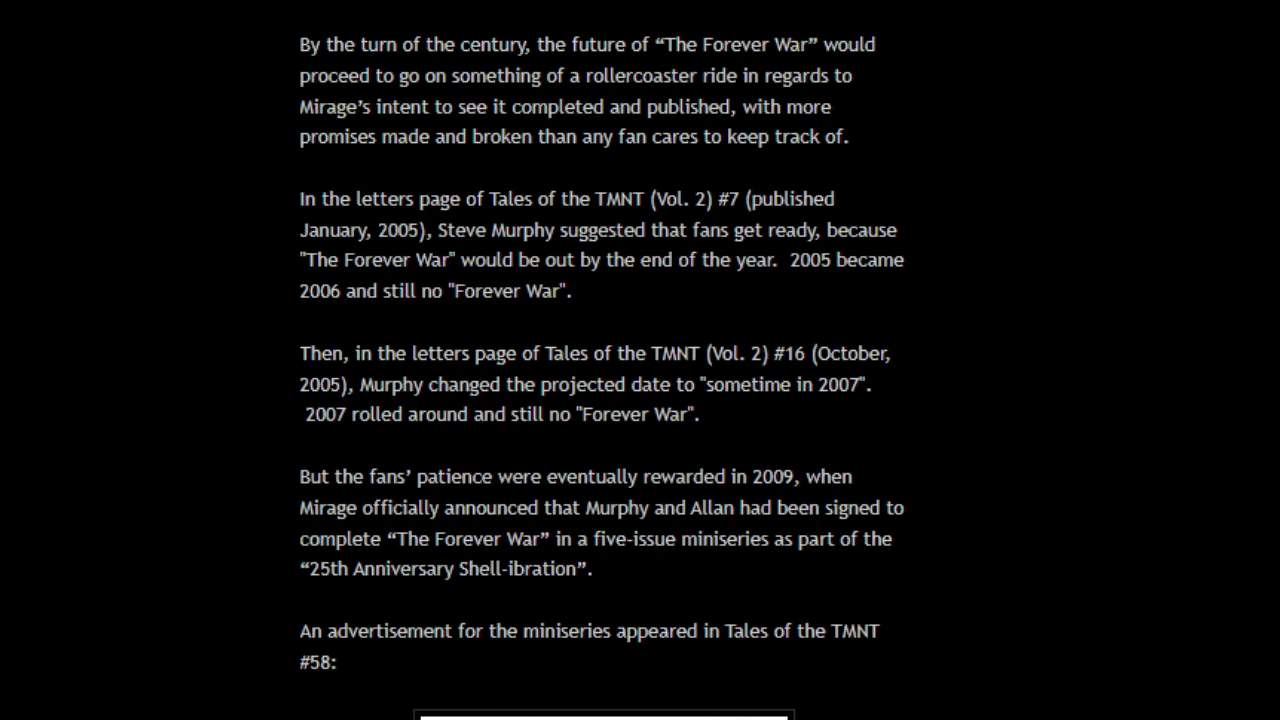 By the turn of the century, the future of “The Forever War” would
proceed to go on something of a rollercoaster ride in regards to
Mirage’s intent to see it completed and published, with more
promises made and broken than any fan cares to keep track of.
In the letters page of Tales of the TMNT (Vol. 2) #7 (published
January, 2005), Steve Murphy suggested that fans get ready, because
"The Forever War" would be out by the end of the year.  2005 became
2006 and still no "Forever War".
Then, in the letters page of Tales of the TMNT (Vol. 2) #16 (October,
2005), Murphy changed the projected date to "sometime in 2007".
2007 rolled around and still no "Forever War".
But the fans’ patience were eventually rewarded in 2009, when
Mirage officially announced that Murphy and Allan had been signed to
complete “The Forever War” in a five-issue miniseries as part of the
“25th Anniversary Shell-ibration”.
An advertisement for the miniseries appeared in Tales of the TMNT
#58: